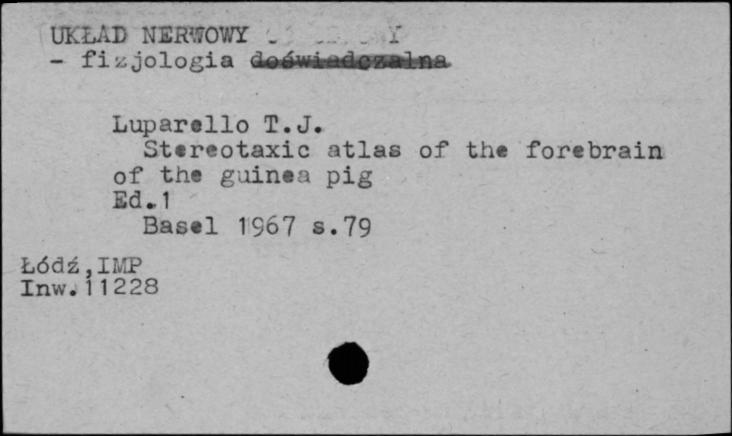 UKŁAD NERWOWY
- fizjologia doświadczalna
Luparello T.J.
Stereotaxic atlas of the forebrain
of the guinea pig
Ed.1
Basel 1967 s.79
Łódź,IMP
Inw.11228